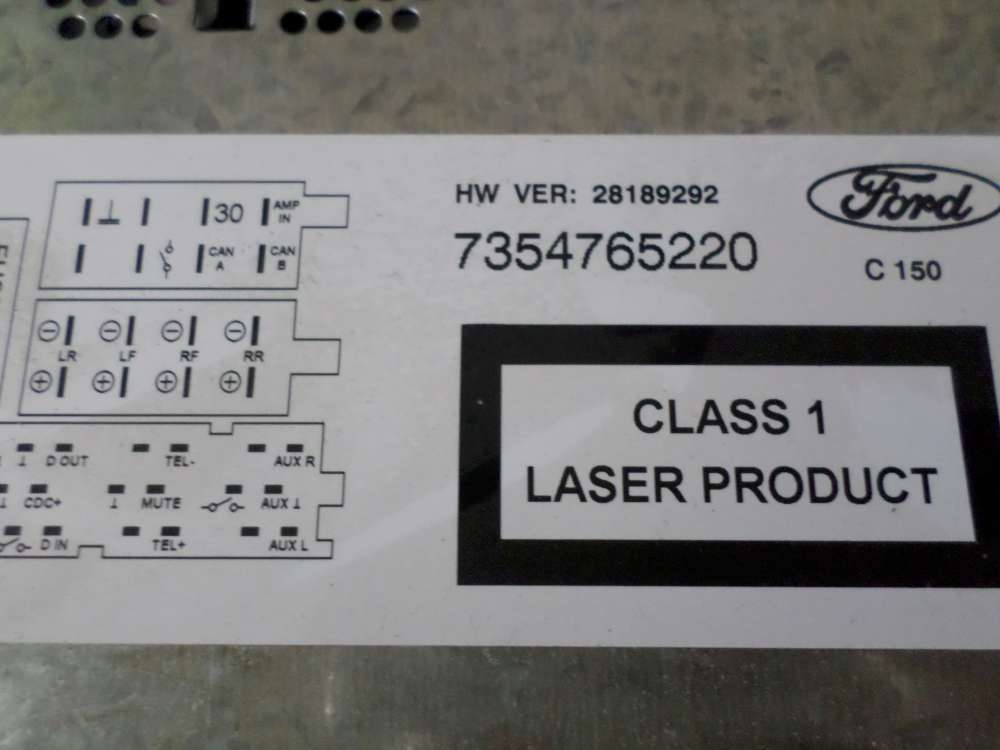 HW VER: 28189292
Ford
7354765220
C 150
CLASS 1
LASER PRODUCT
30
AMP IN
CAN A
CAN B
LR LF RF RR
D OUT TEL- AUX R
CDC+ MUTE AUX
D IN TEL+ AUX L